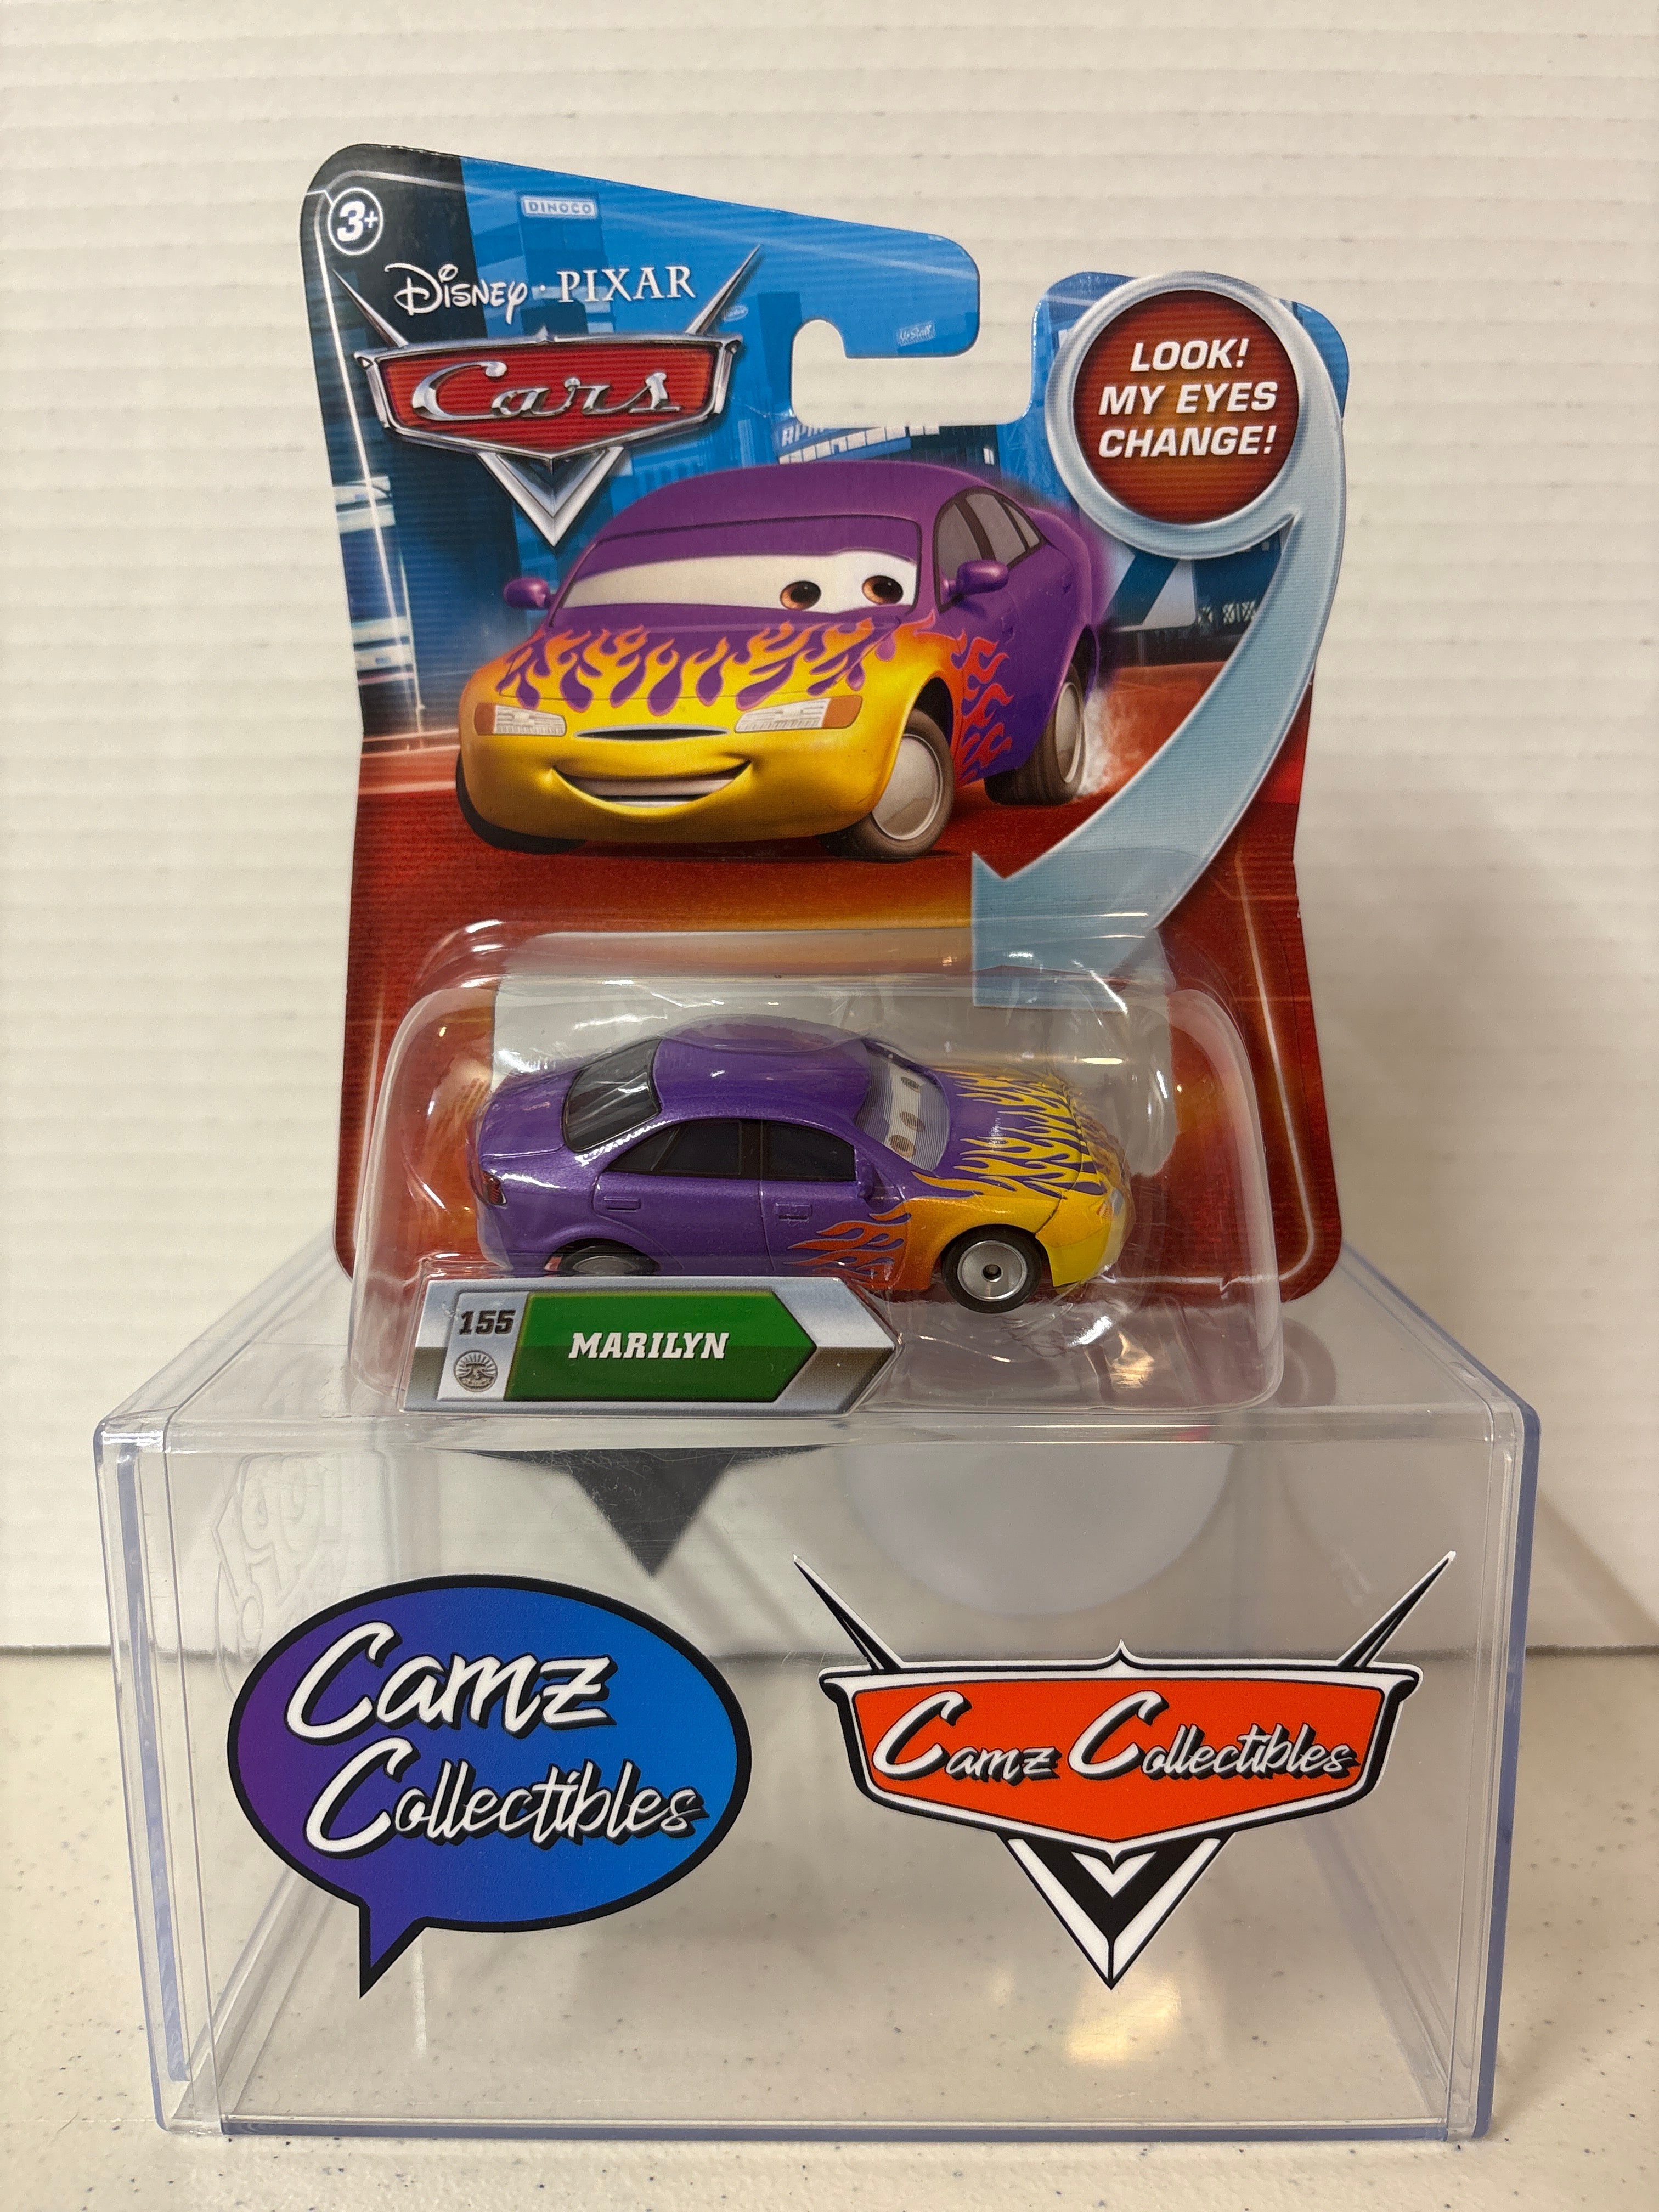 3+
DINOCO
DISNEY · PIXAR
Cars
LOOK!
MY EYES
CHANGE!
155
MARILYN
Camz
Collectibles
Camz Collectibles